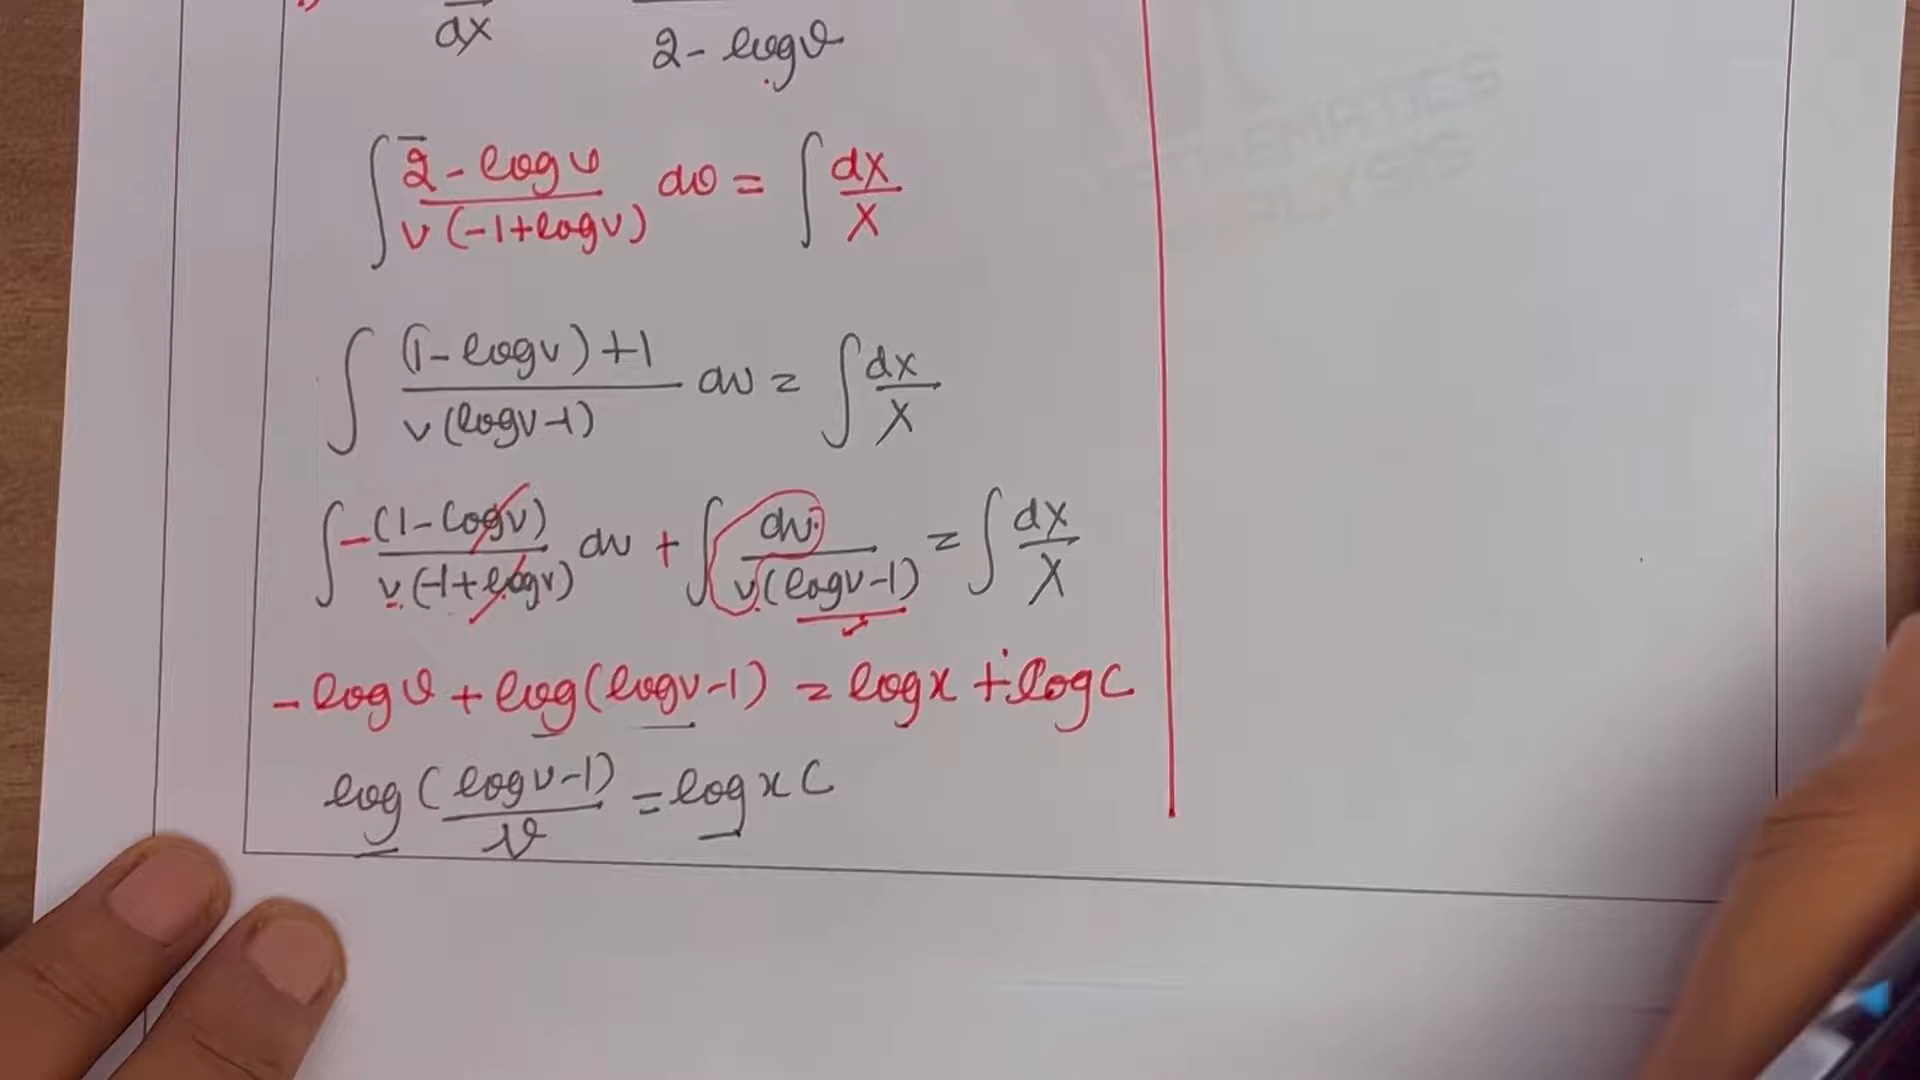 dx
2 - log v
∫ 2 - log v / v(-1+log v) dv = ∫ dx/x
∫ (1 - log v) + 1 / v(log v - 1) dv = ∫ dx/x
∫ -(1 - log v) / v(-1 + log v) dv + ∫ dv / v(log v - 1) = ∫ dx/x
- log v + log(log v - 1) = log x + log C
log (log v - 1) / v = log x C
MATHEMATICS